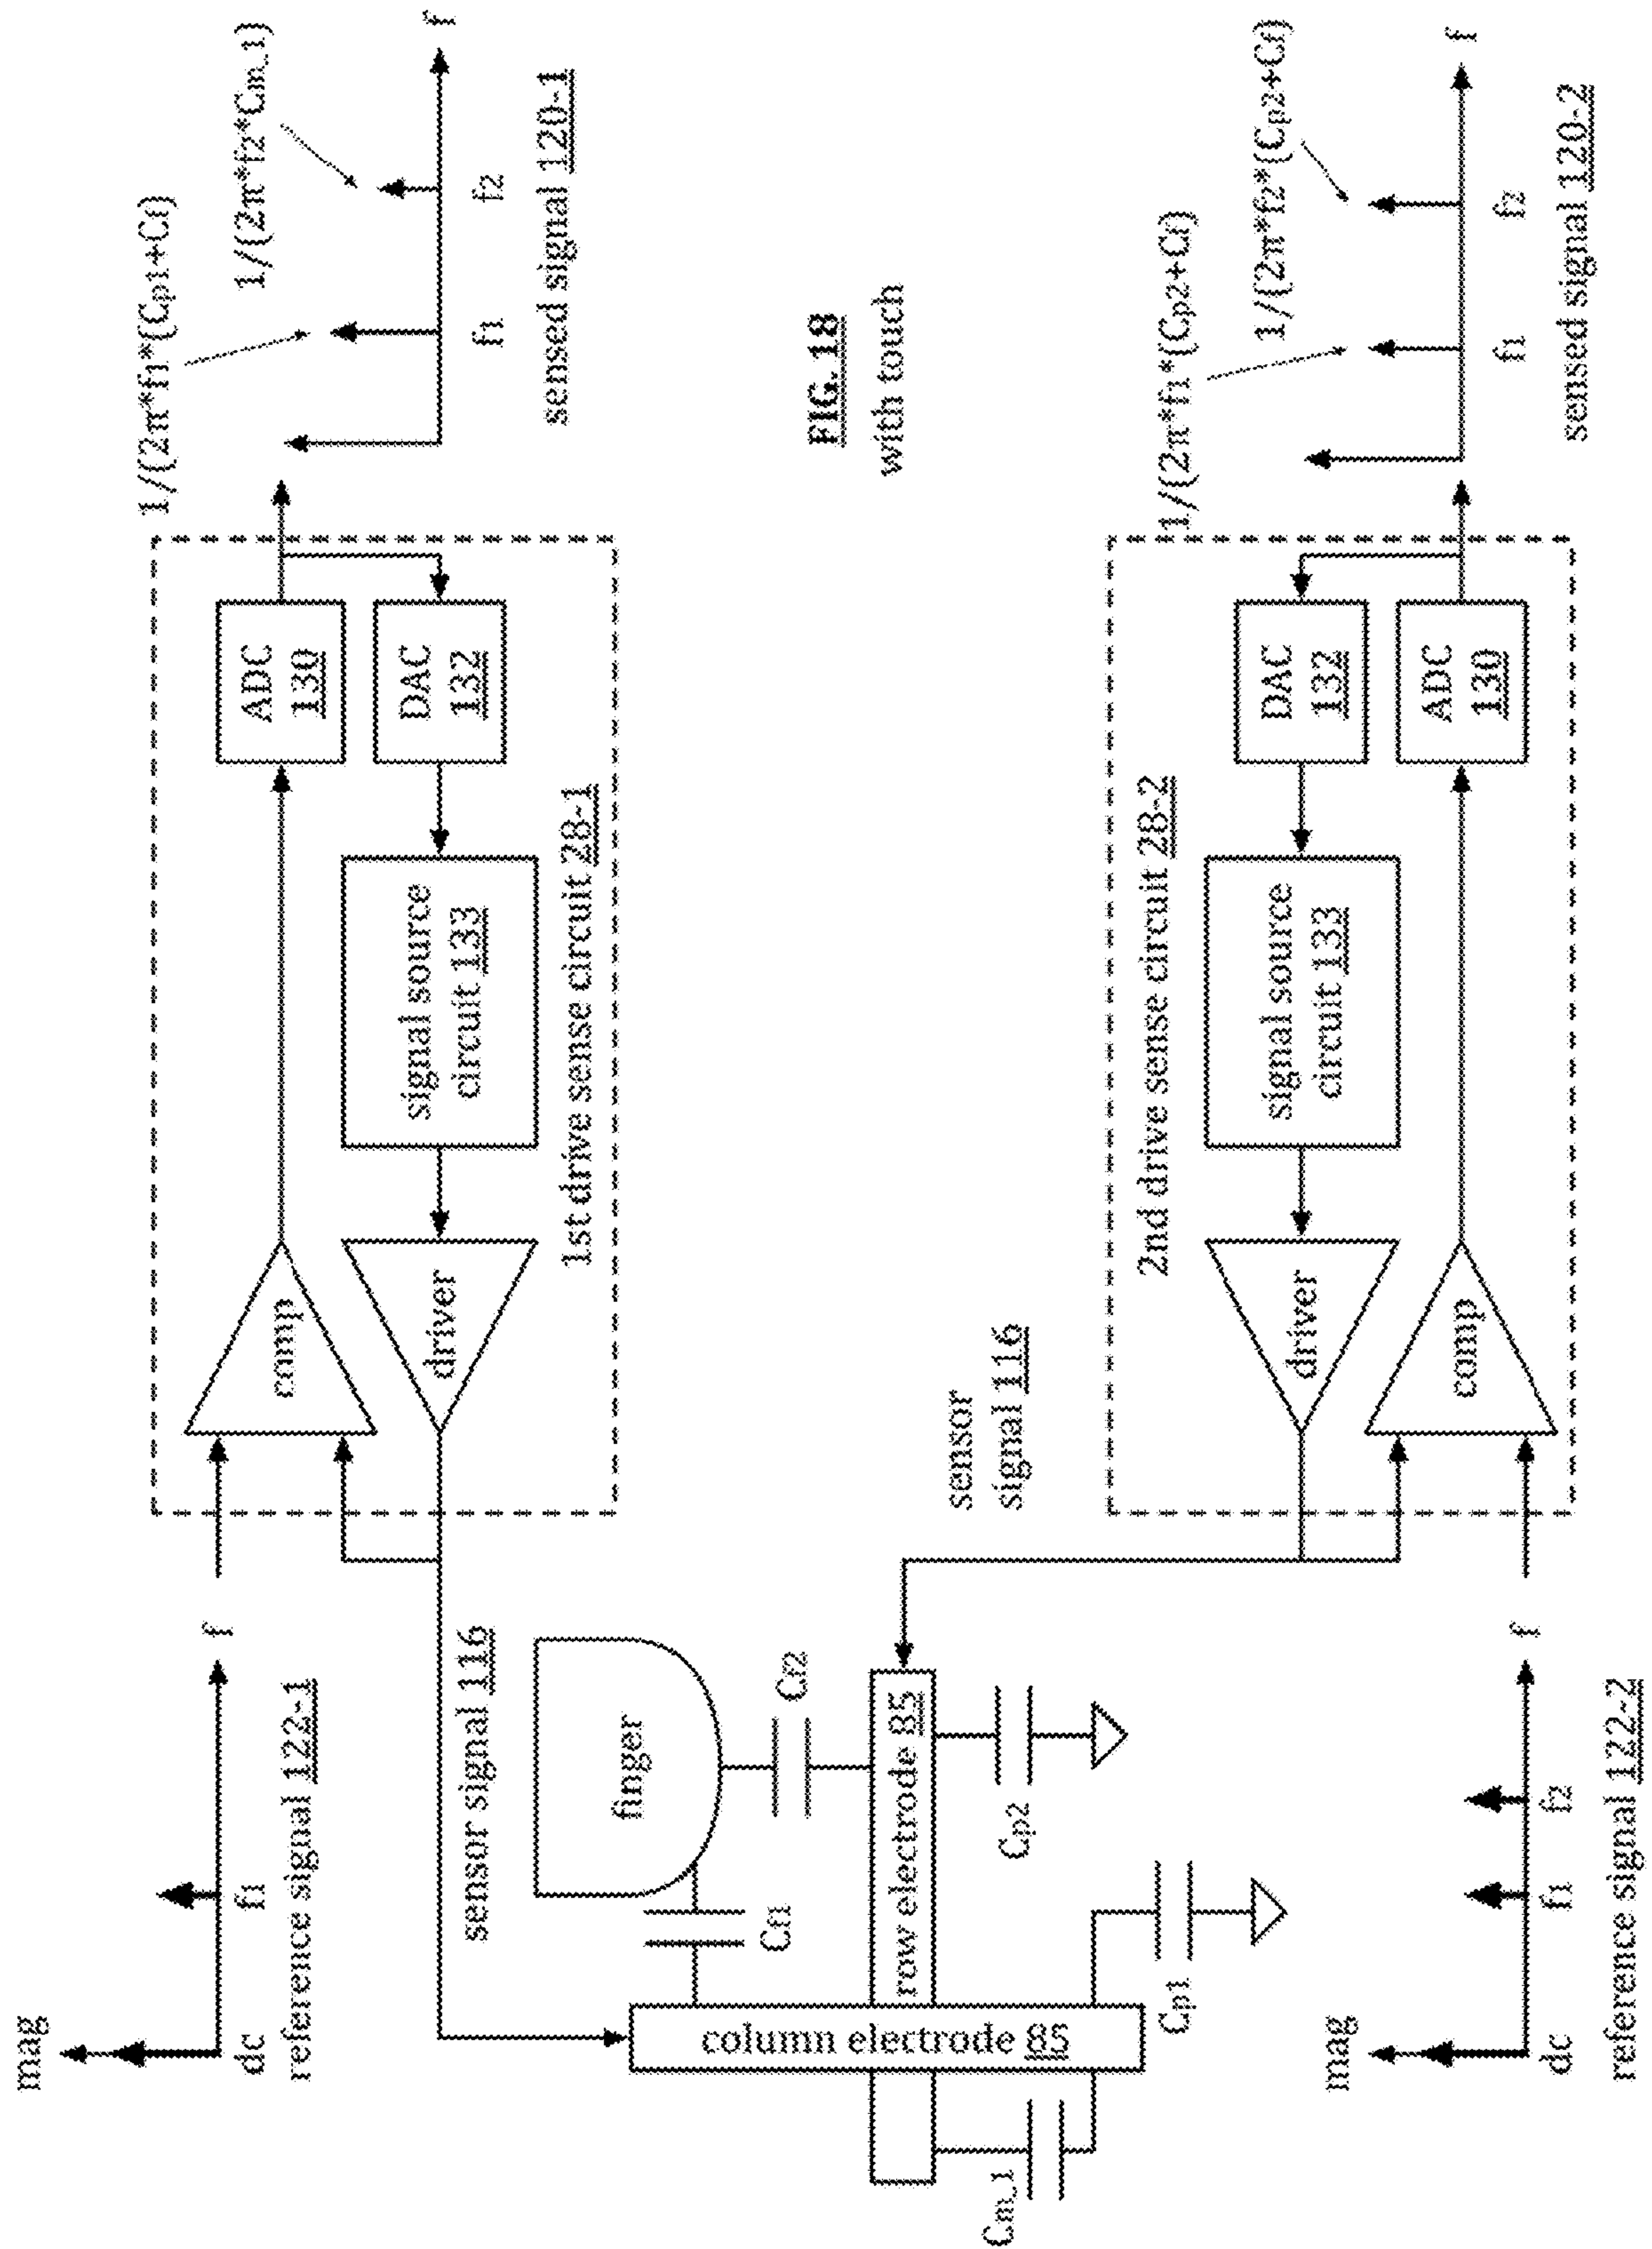 mag
dc
f1
f
reference signal 122-1
comp
ADC
130
driver
signal source
circuit 133
DAC
132
1st drive sense circuit 28-1
1/(2π*f1*(Cp1+Cf)
1/(2π*f2*Cm_1)
f1
f2
f
sensed signal 120-1
sensor signal 116
finger
Cf1
Cf2
column electrode 85
row electrode 85
Cm_1
Cp1
Cp2
FIG. 18
with touch
sensor
signal 116
2nd drive sense circuit 28-2
driver
signal source
circuit 133
DAC
132
comp
ADC
130
1/(2π*f1*(Cp2+Cf)
1/(2π*f2*(Cp2+Cf)
f1
f2
f
sensed signal 120-2
mag
dc
f1
f2
f
reference signal 122-2